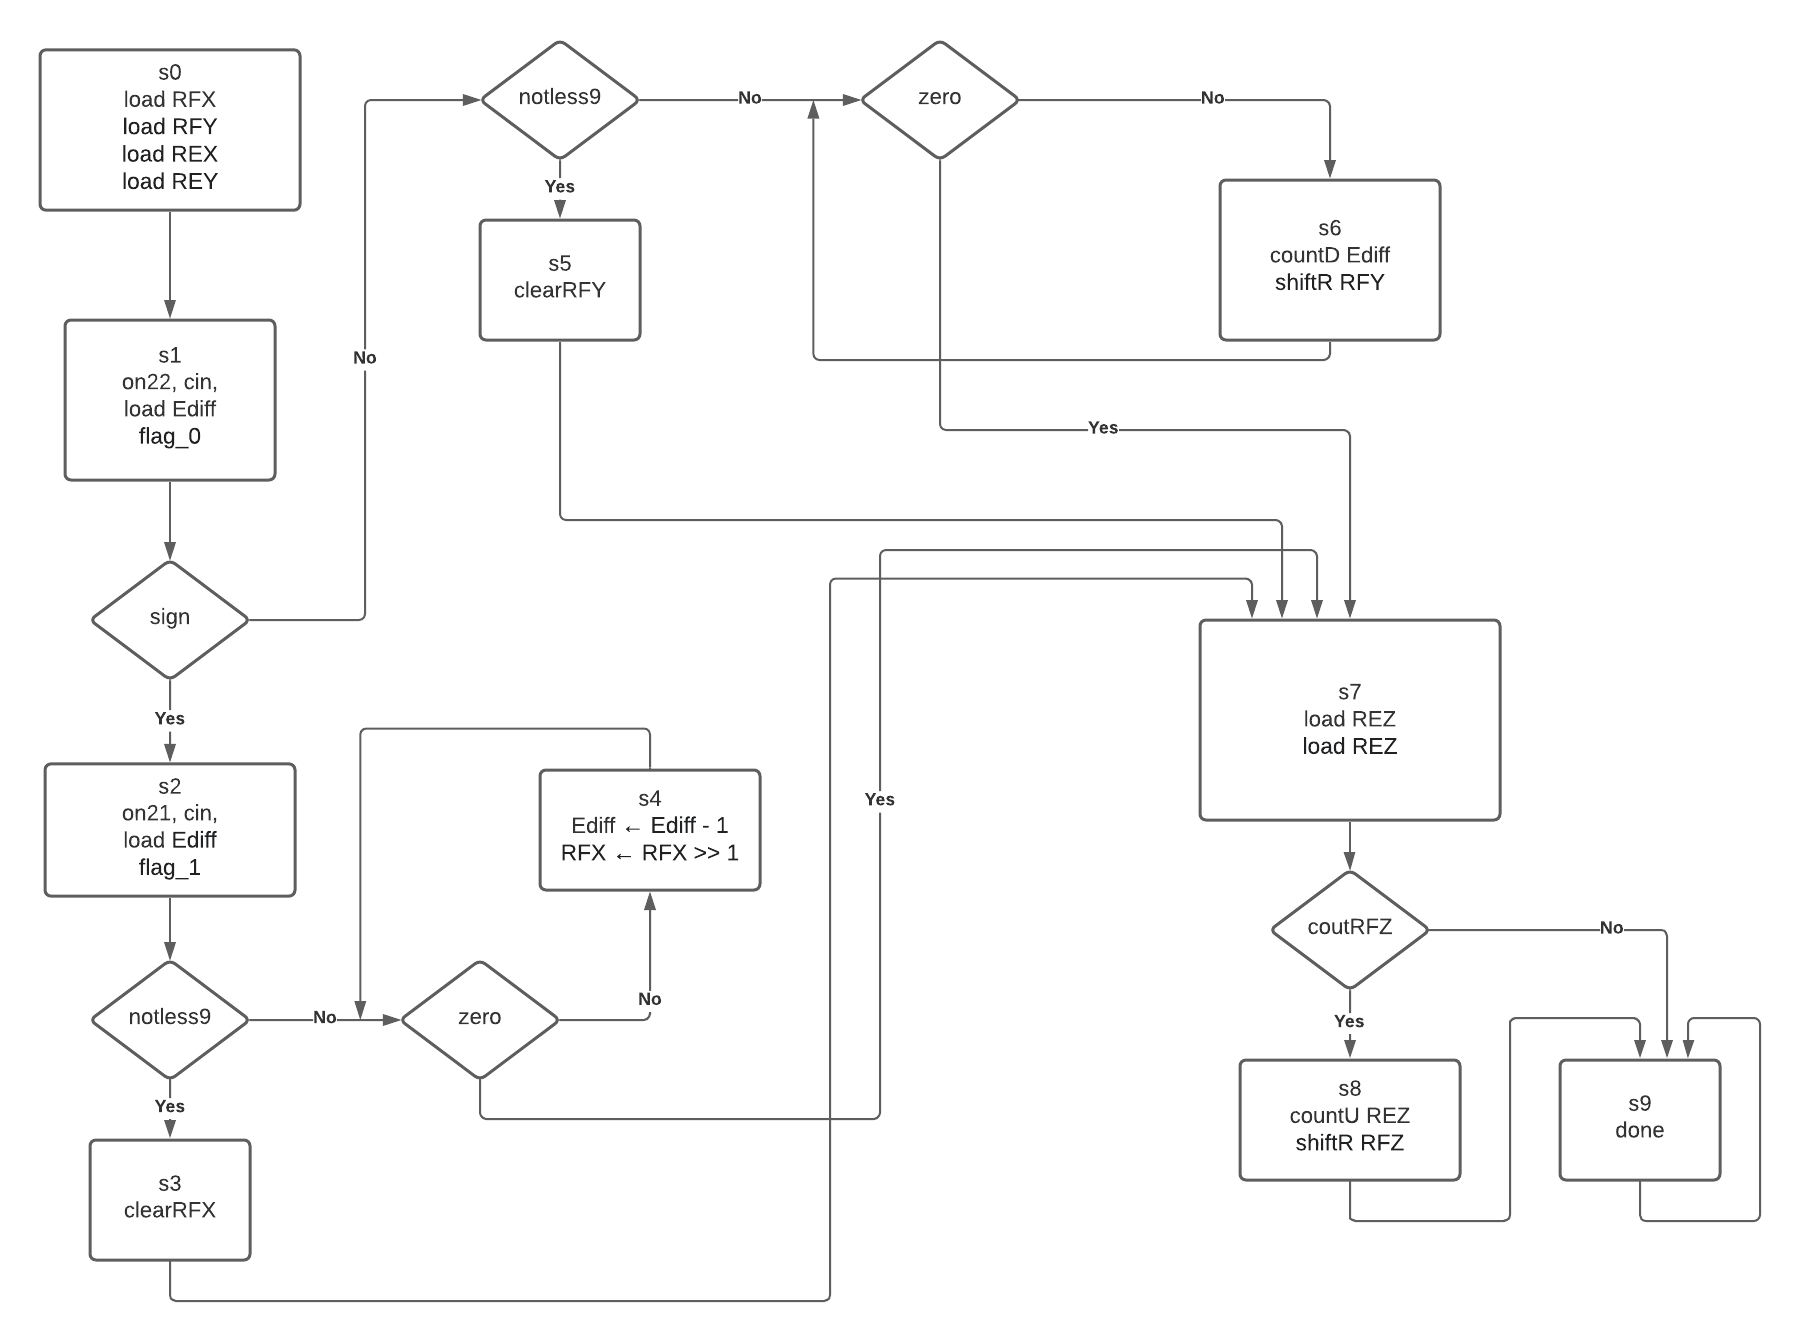 s0
load RFX
load RFY
load REX
load REY
s1
on22, cin,
load Ediff
flag_0
sign
No
Yes
s2
on21, cin,
load Ediff
flag_1
notless9
No
Yes
s3
clearRFX
zero
No
Yes
s4
Ediff ← Ediff - 1
RFX ← RFX >> 1
notless9
No
Yes
s5
clearRFY
zero
No
Yes
s6
countD Ediff
shiftR RFY
s7
load REZ
load REZ
coutRFZ
No
Yes
s8
countU REZ
shiftR RFZ
s9
done